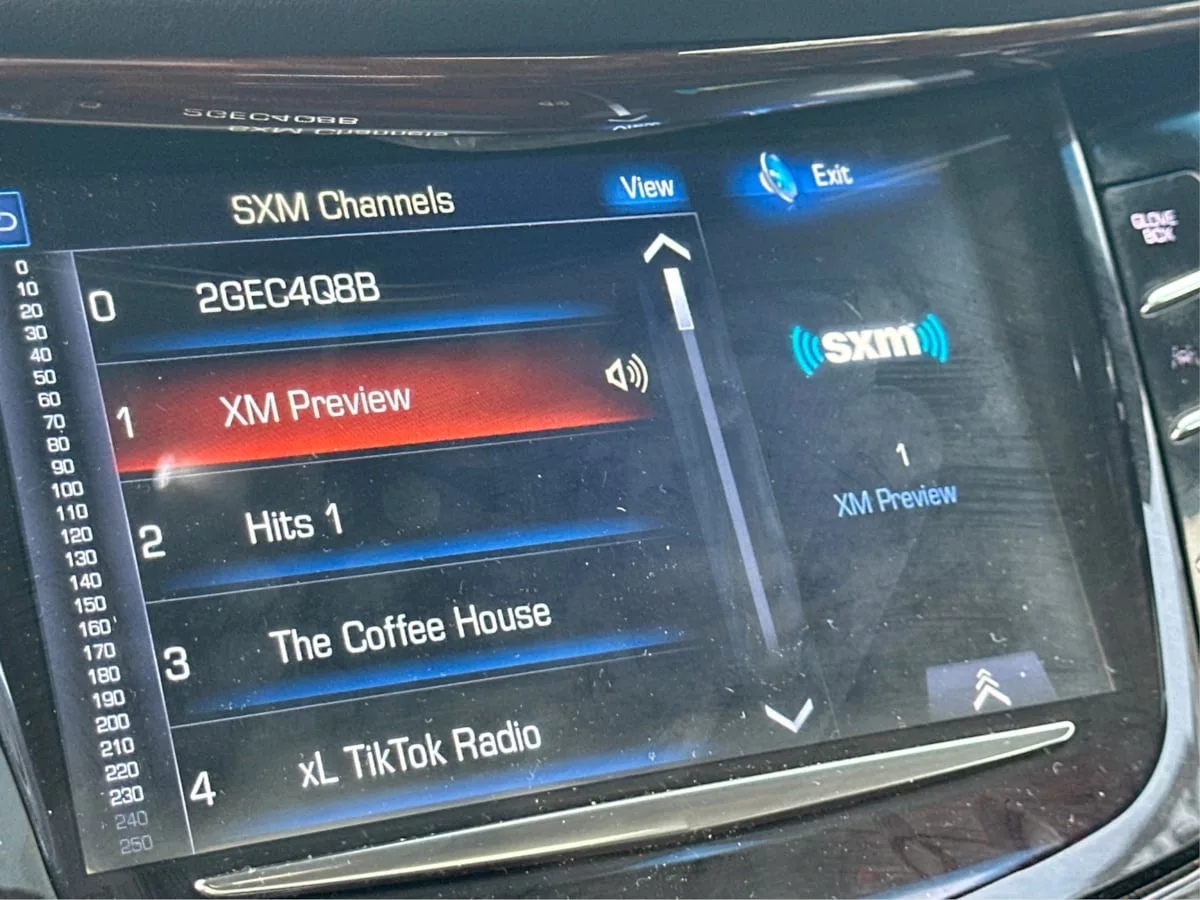 SXM Channels
View
Exit
0 2GEC4Q8B
1 XM Preview
2 Hits 1
3 The Coffee House
4 xL TikTok Radio
0
10
20
30
40
50
60
70
80
90
100
110
120
130
140
150
160
170
180
190
200
210
220
230
240
250
sxm
1
XM Preview
GLOVE
BOX